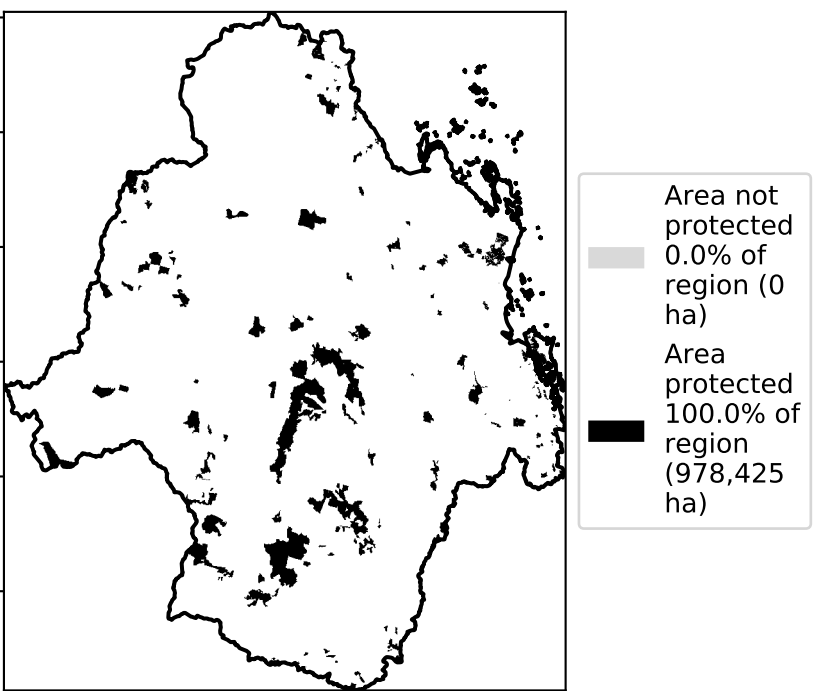 Area not
protected
0.0% of
region (0
ha)
Area
protected
100.0% of
region
(978,425
ha)